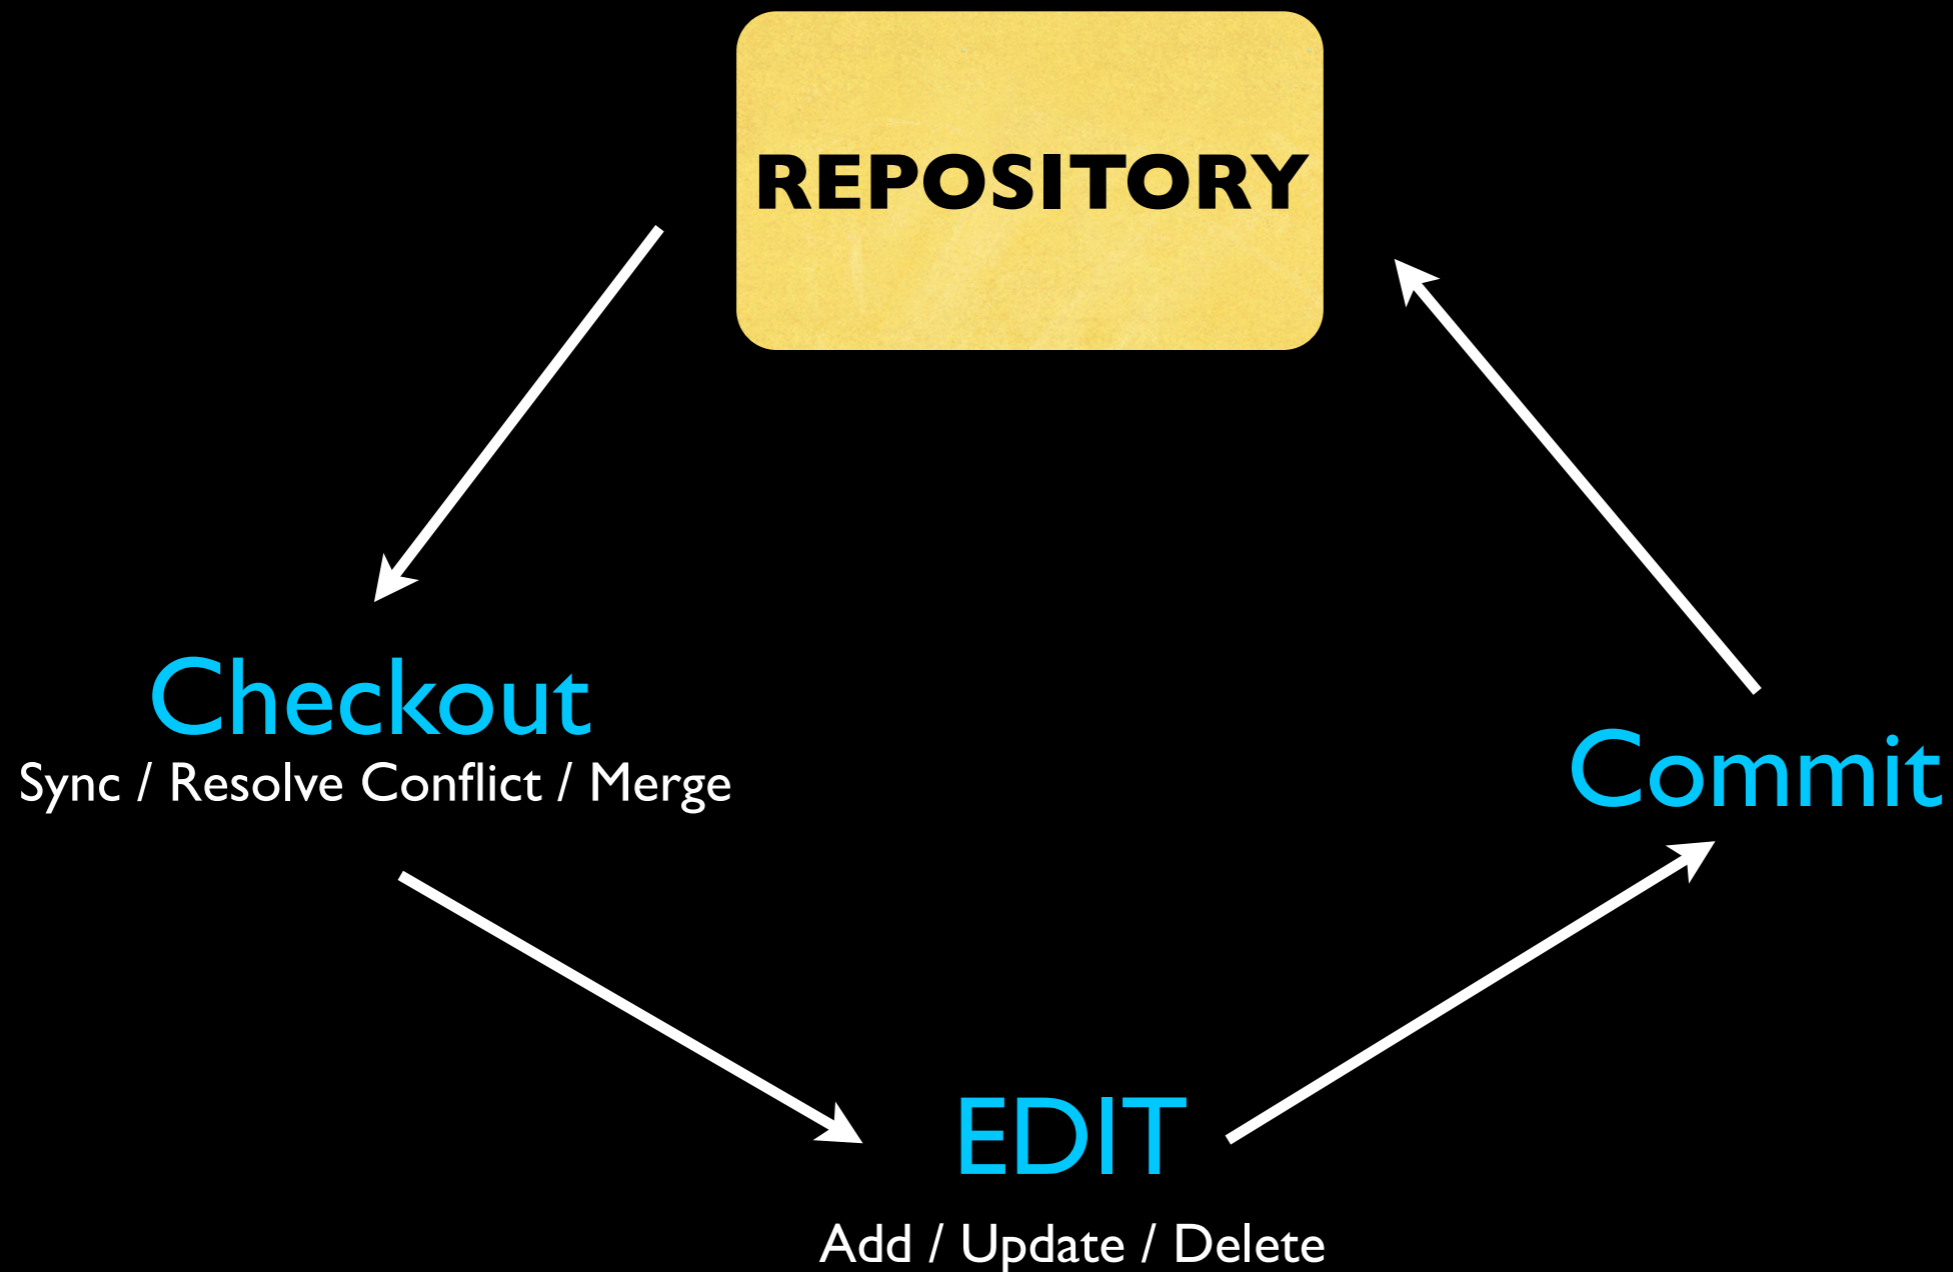 REPOSITORY
Checkout
Sync / Resolve Conflict / Merge
Commit
EDIT
Add / Update / Delete